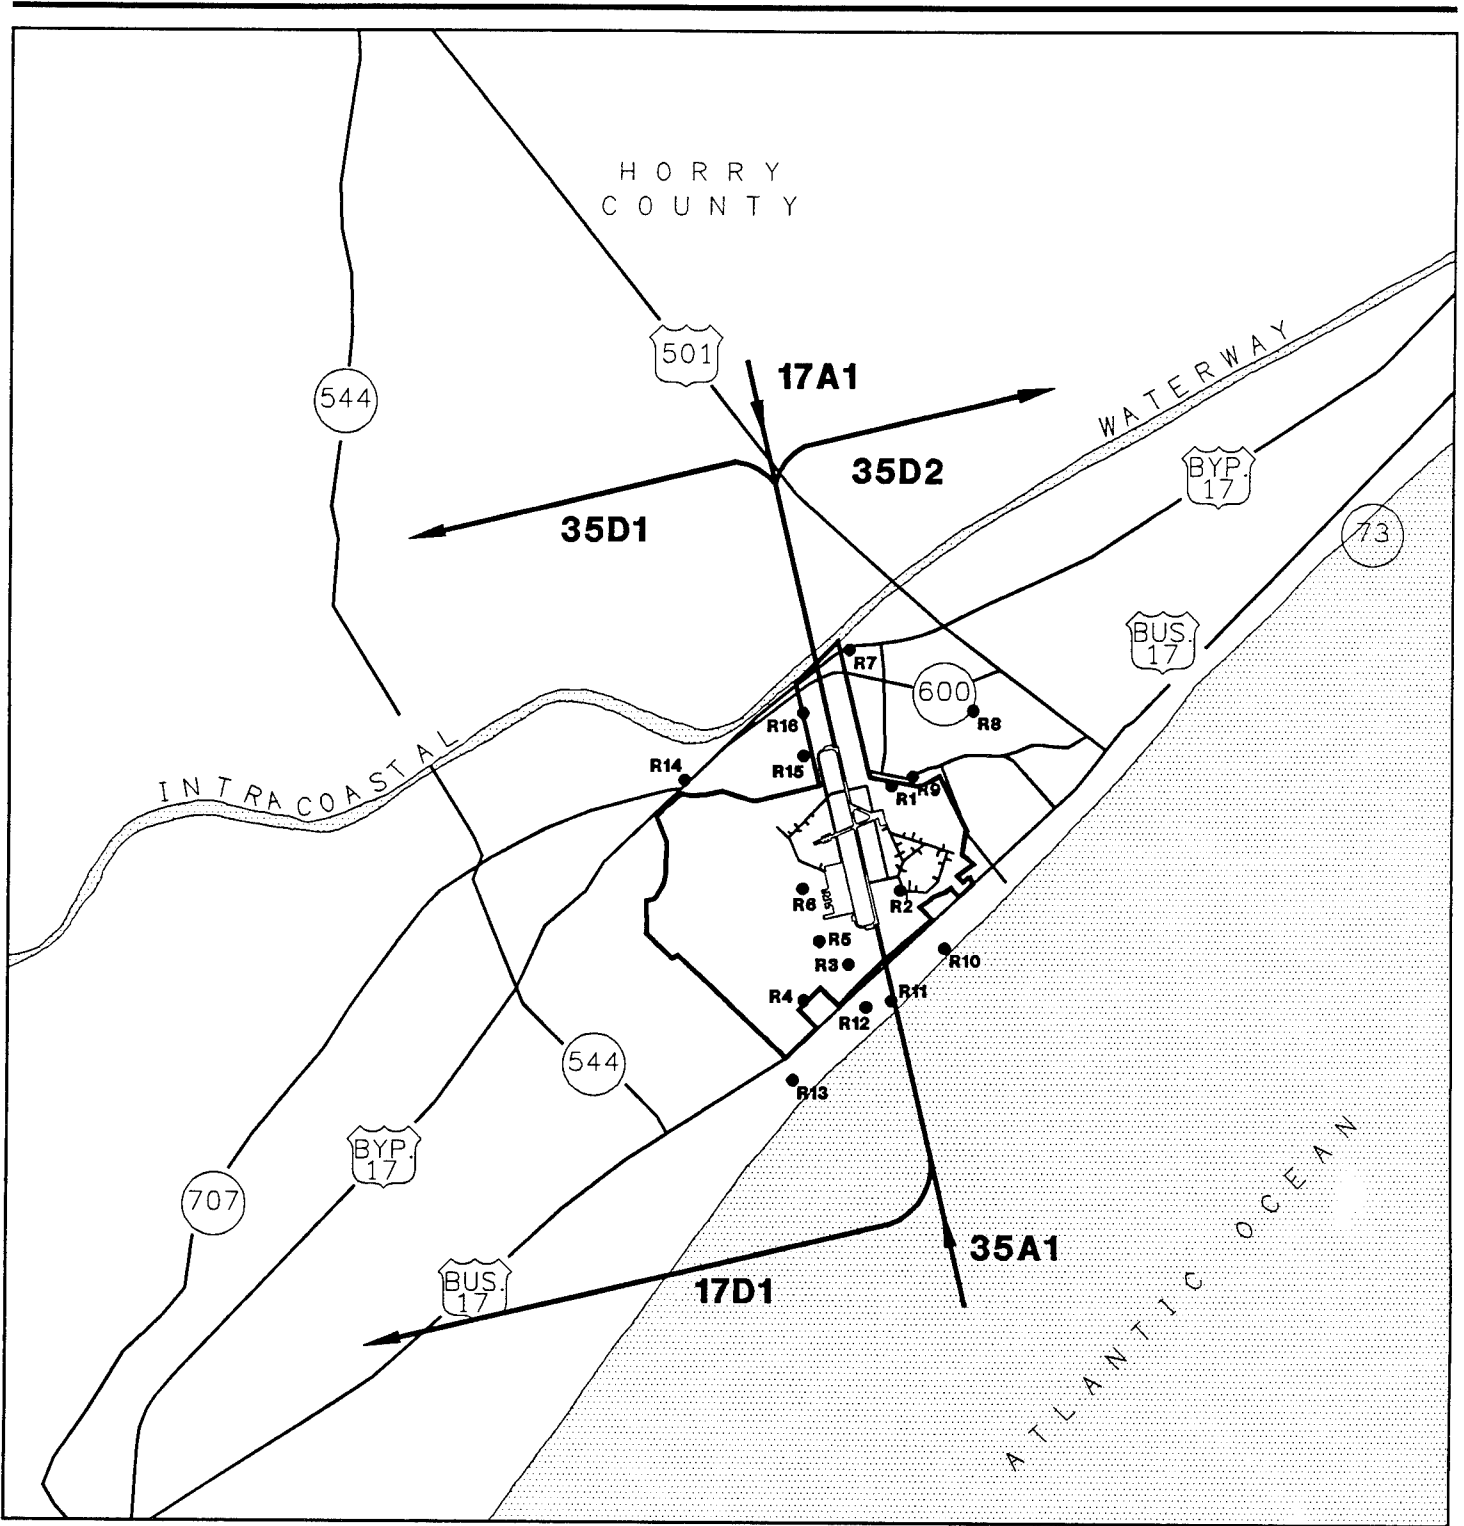 HORRY
COUNTY
501
17A1
544
WATERWAY
35D2
BYP.
17
35D1
73
BUS.
17
R7
600
R8
R16
INTRACOASTAL
R14
R15
R1
R9
R6
R2
R5
R3
R10
R4
R11
R12
544
R13
ATLANTIC OCEAN
BYP.
17
707
35A1
BUS.
17
17D1